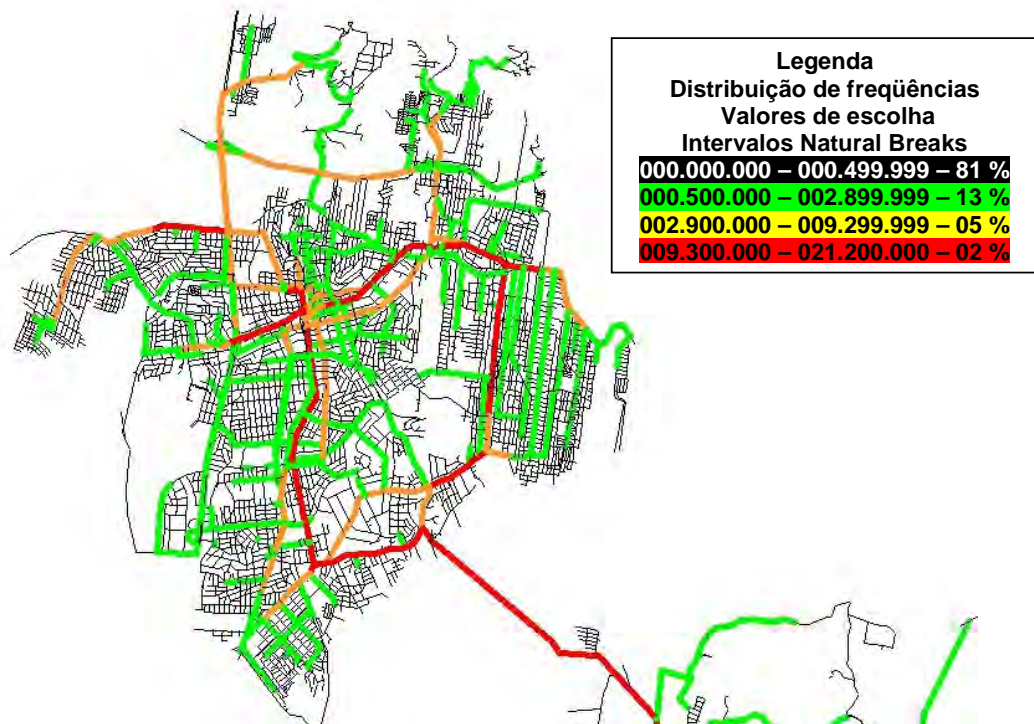 Legenda
Distribuição de freqüências
Valores de escolha
Intervalos Natural Breaks
000.000.000 – 000.499.999 – 81 %
000.500.000 – 002.899.999 – 13 %
002.900.000 – 009.299.999 – 05 %
009.300.000 – 021.200.000 – 02 %